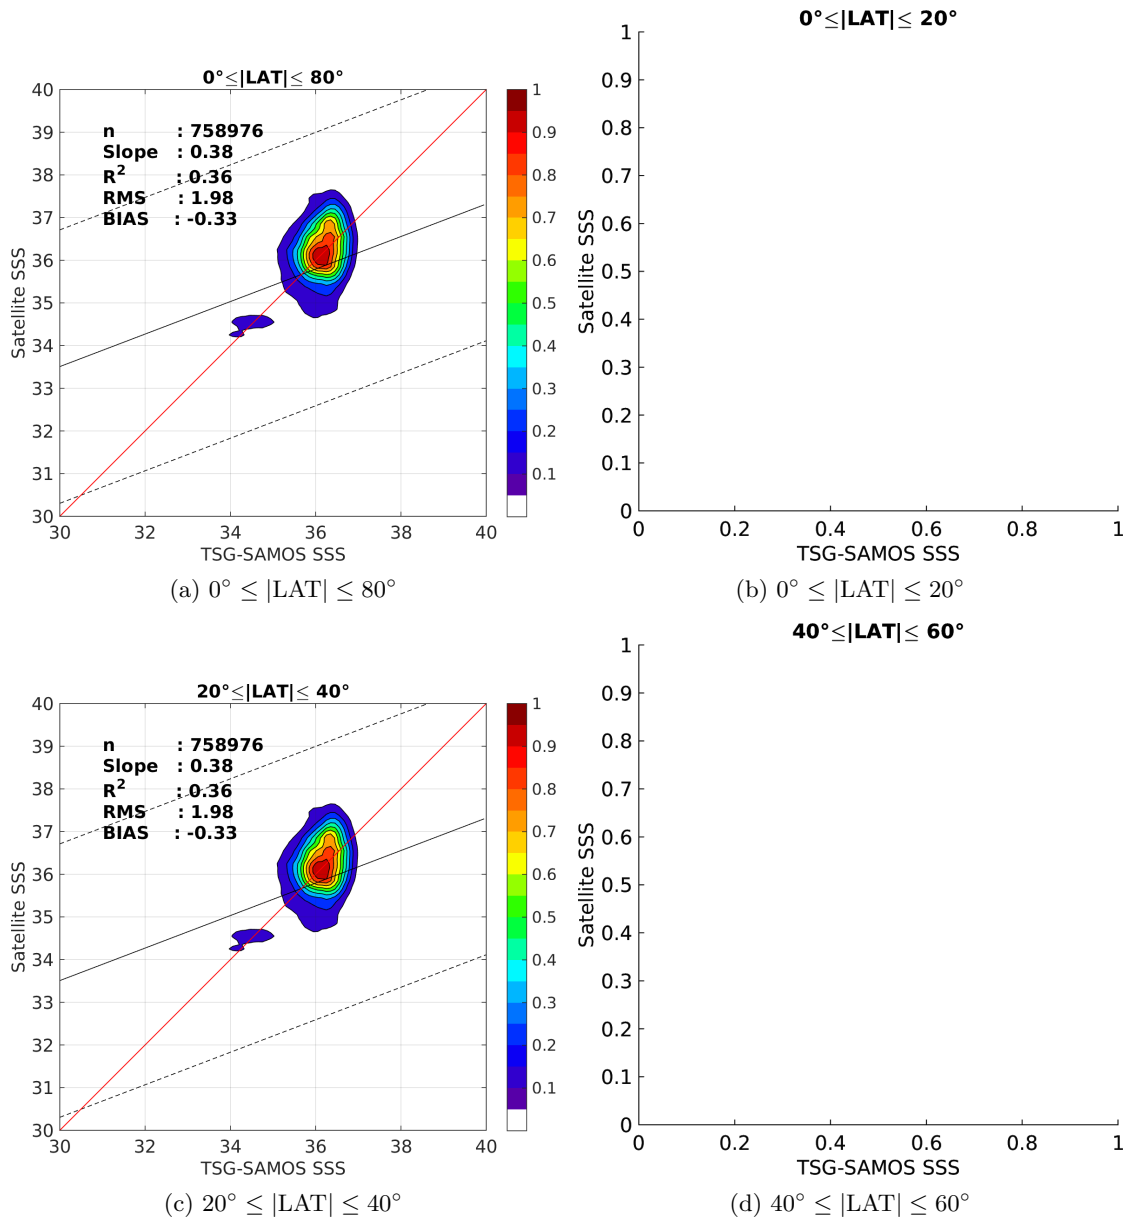 0°≤|LAT|≤ 80°
40
39
38
37
36
35
34
33
32
31
30
30 32 34 36 38 40
Satellite SSS
TSG-SAMOS SSS
n : 758976
Slope : 0.38
R2 : 0.36
RMS : 1.98
BIAS : -0.33
1
0.9
0.8
0.7
0.6
0.5
0.4
0.3
0.2
0.1
(a) 0° ≤ |LAT| ≤ 80°
0°≤|LAT|≤ 20°
1
0.9
0.8
0.7
0.6
0.5
0.4
0.3
0.2
0.1
0
0 0.2 0.4 0.6 0.8 1
Satellite SSS
TSG-SAMOS SSS
(b) 0° ≤ |LAT| ≤ 20°
20°≤|LAT|≤ 40°
40
39
38
37
36
35
34
33
32
31
30
30 32 34 36 38 40
Satellite SSS
TSG-SAMOS SSS
n : 758976
Slope : 0.38
R2 : 0.36
RMS : 1.98
BIAS : -0.33
1
0.9
0.8
0.7
0.6
0.5
0.4
0.3
0.2
0.1
(c) 20° ≤ |LAT| ≤ 40°
40°≤|LAT|≤ 60°
1
0.9
0.8
0.7
0.6
0.5
0.4
0.3
0.2
0.1
0
0 0.2 0.4 0.6 0.8 1
Satellite SSS
TSG-SAMOS SSS
(d) 40° ≤ |LAT| ≤ 60°